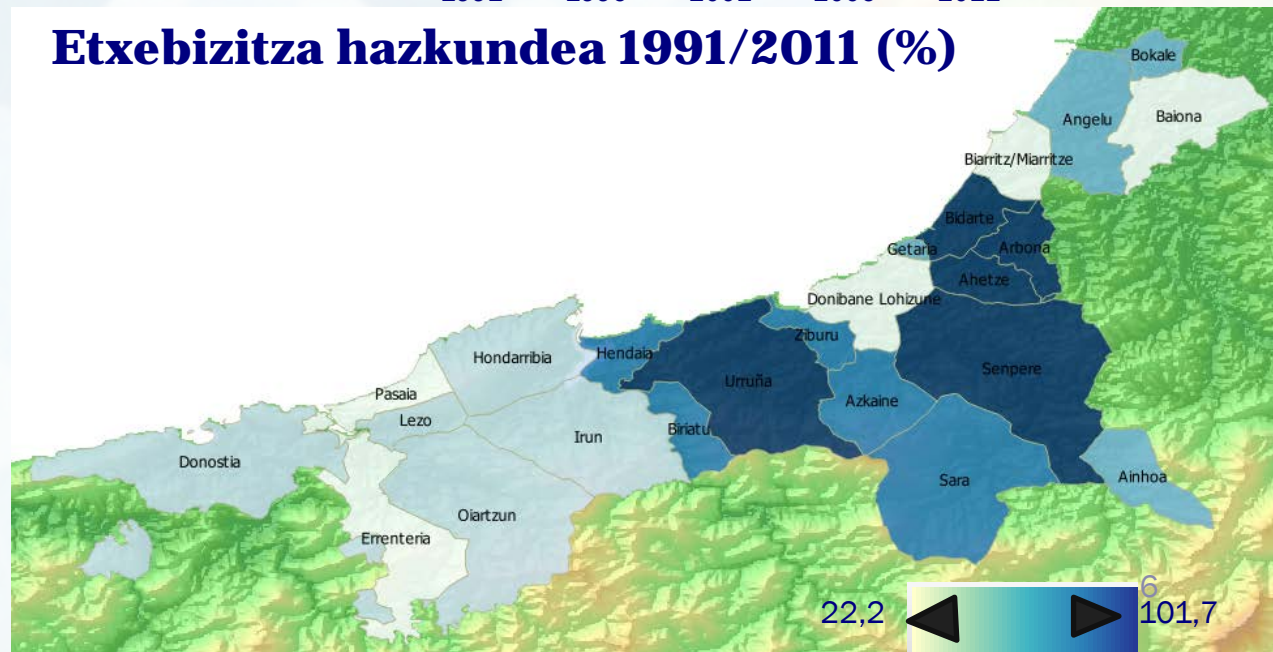 Etxebizitza hazkundea 1991/2011 (%)
Bokale
Angelu
Baiona
Biarritz/Miarritze
Bidarte
Getaria
Arbona
Ahetze
Donibane Lohizune
Ziburu
Hondarribia
Hendaia
Senpere
Urruña
Pasaia
Azkaine
Lezo
Biriatu
Irun
Donostia
Sara
Ainhoa
Oiartzun
Errenteria
6
22,2
101,7